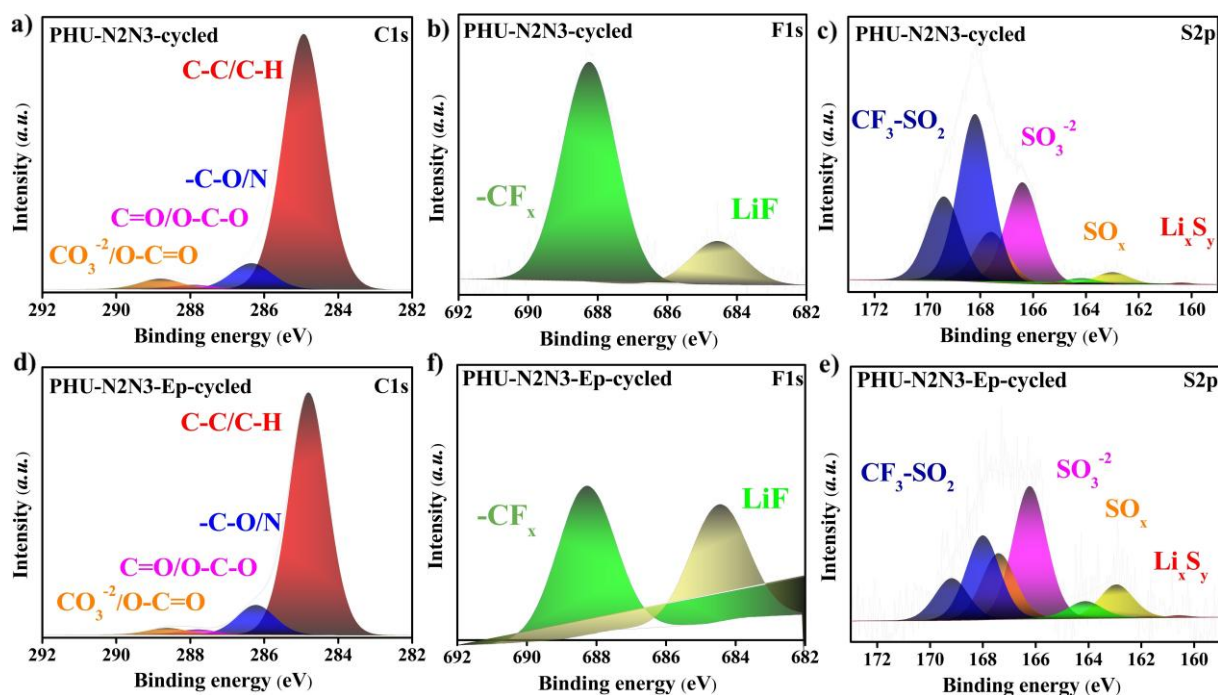 a)
PHU-N2N3-cycled
C1s
C-C/C-H
-C-O/N
C=O/O-C-O
CO₃⁻²/O-C=O
Intensity (a.u.)
292 290 288 286 284 282
Binding energy (eV)
b)
PHU-N2N3-cycled
F1s
-CFₓ
LiF
Intensity (a.u.)
692 690 688 686 684 682
Binding energy (eV)
c)
PHU-N2N3-cycled
S2p
CF₃-SO₂
SO₃⁻²
SOₓ
LiₓSᵧ
Intensity (a.u.)
172 170 168 166 164 162 160
Binding energy (eV)
d)
PHU-N2N3-Ep-cycled
C1s
C-C/C-H
-C-O/N
C=O/O-C-O
CO₃⁻²/O-C=O
Intensity (a.u.)
292 290 288 286 284 282
Binding energy (eV)
f)
PHU-N2N3-Ep-cycled
F1s
-CFₓ
LiF
Intensity (a.u.)
692 690 688 686 684 682
Binding energy (eV)
e)
PHU-N2N3-Ep-cycled
S2p
CF₃-SO₂
SO₃⁻²
SOₓ
LiₓSᵧ
Intensity (a.u.)
172 170 168 166 164 162 160
Binding energy (eV)